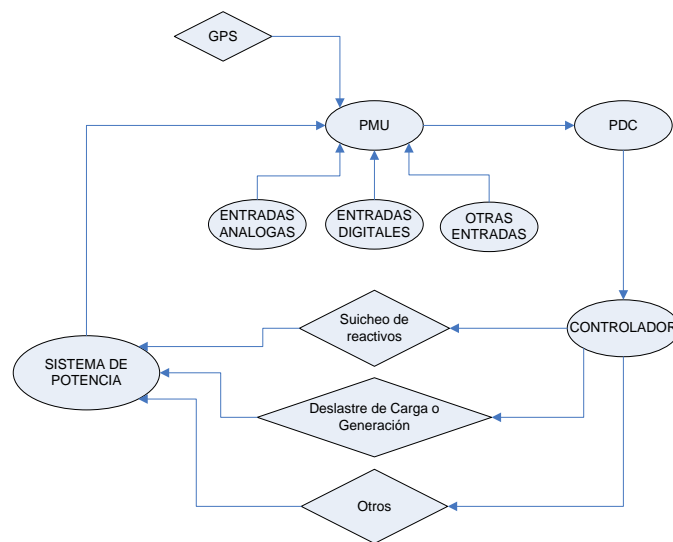 GPS
PMU
PDC
ENTRADAS
ANALOGAS
ENTRADAS
DIGITALES
OTRAS
ENTRADAS
Suicheo de
reactivos
CONTROLADOR
SISTEMA DE
POTENCIA
Deslastre de Carga o
Generación
Otros